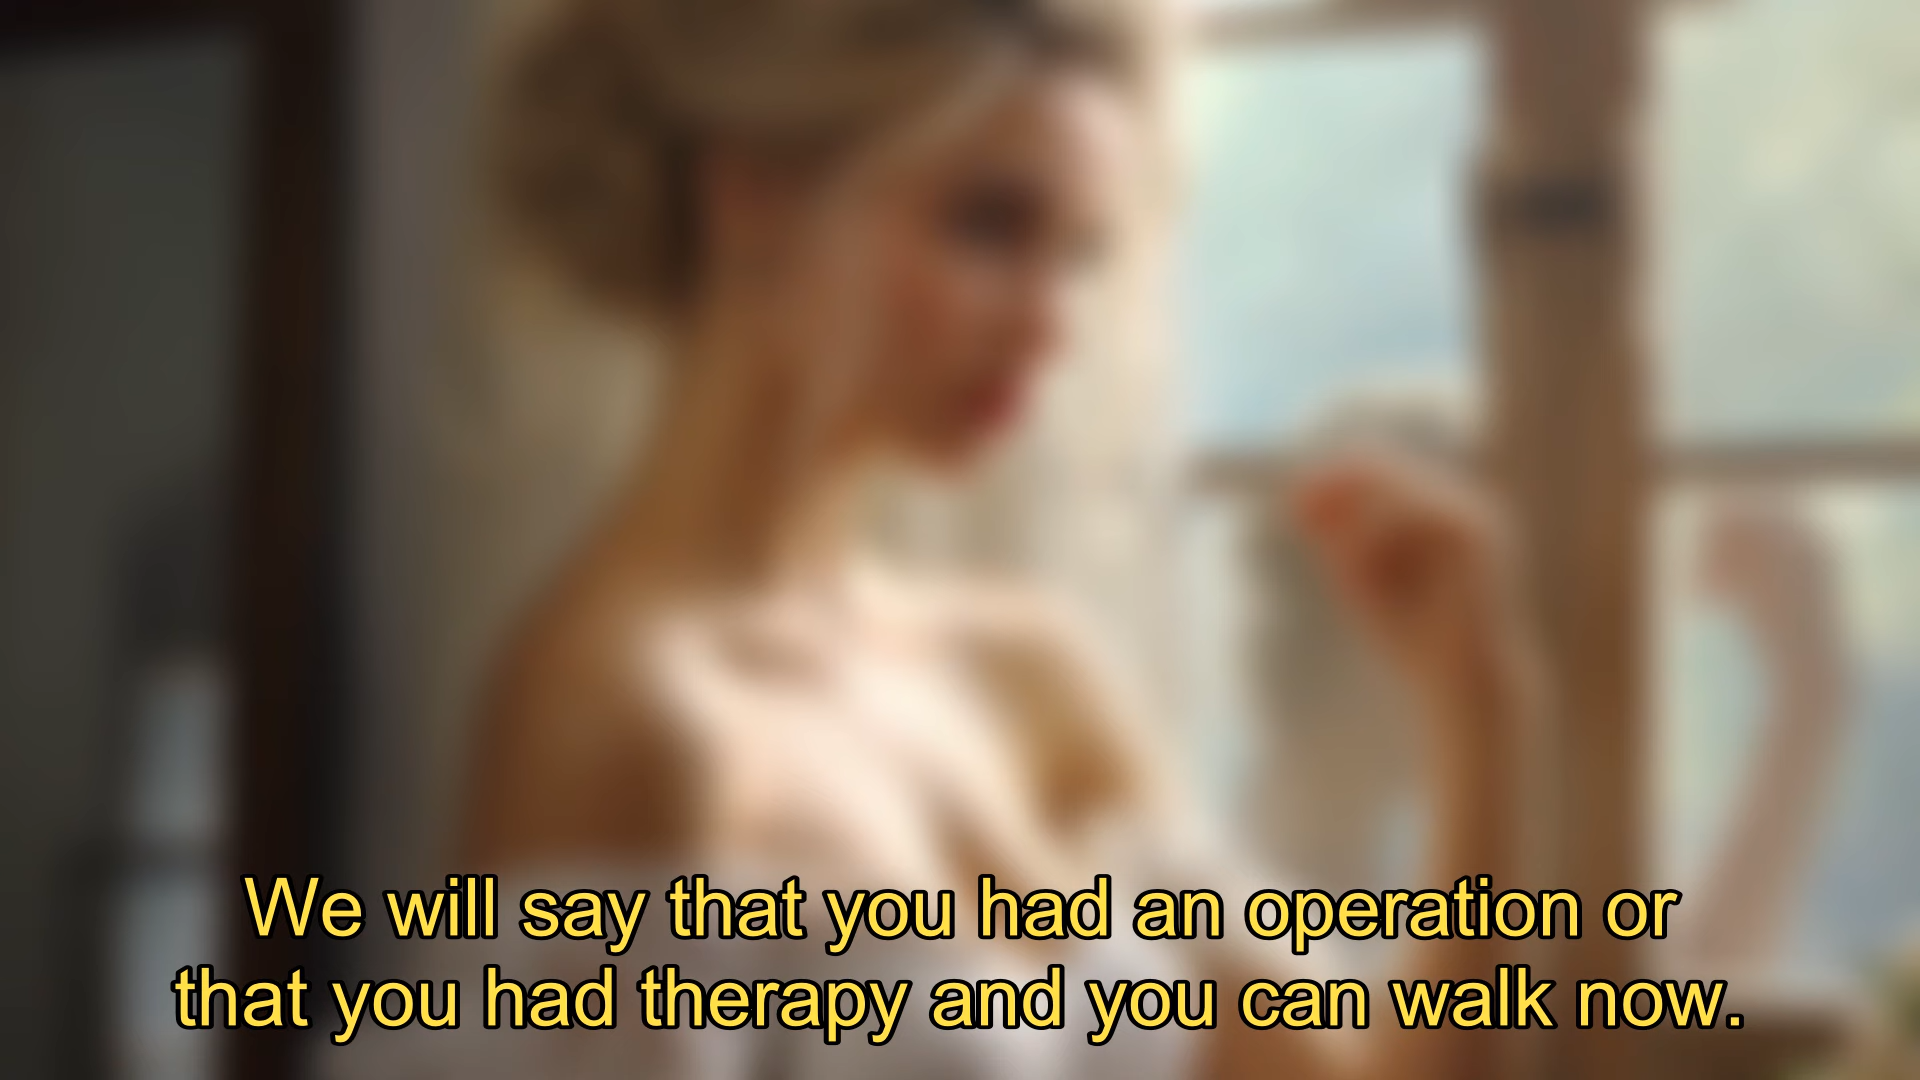 We will say that you had an operation or
that you had therapy and you can walk now.